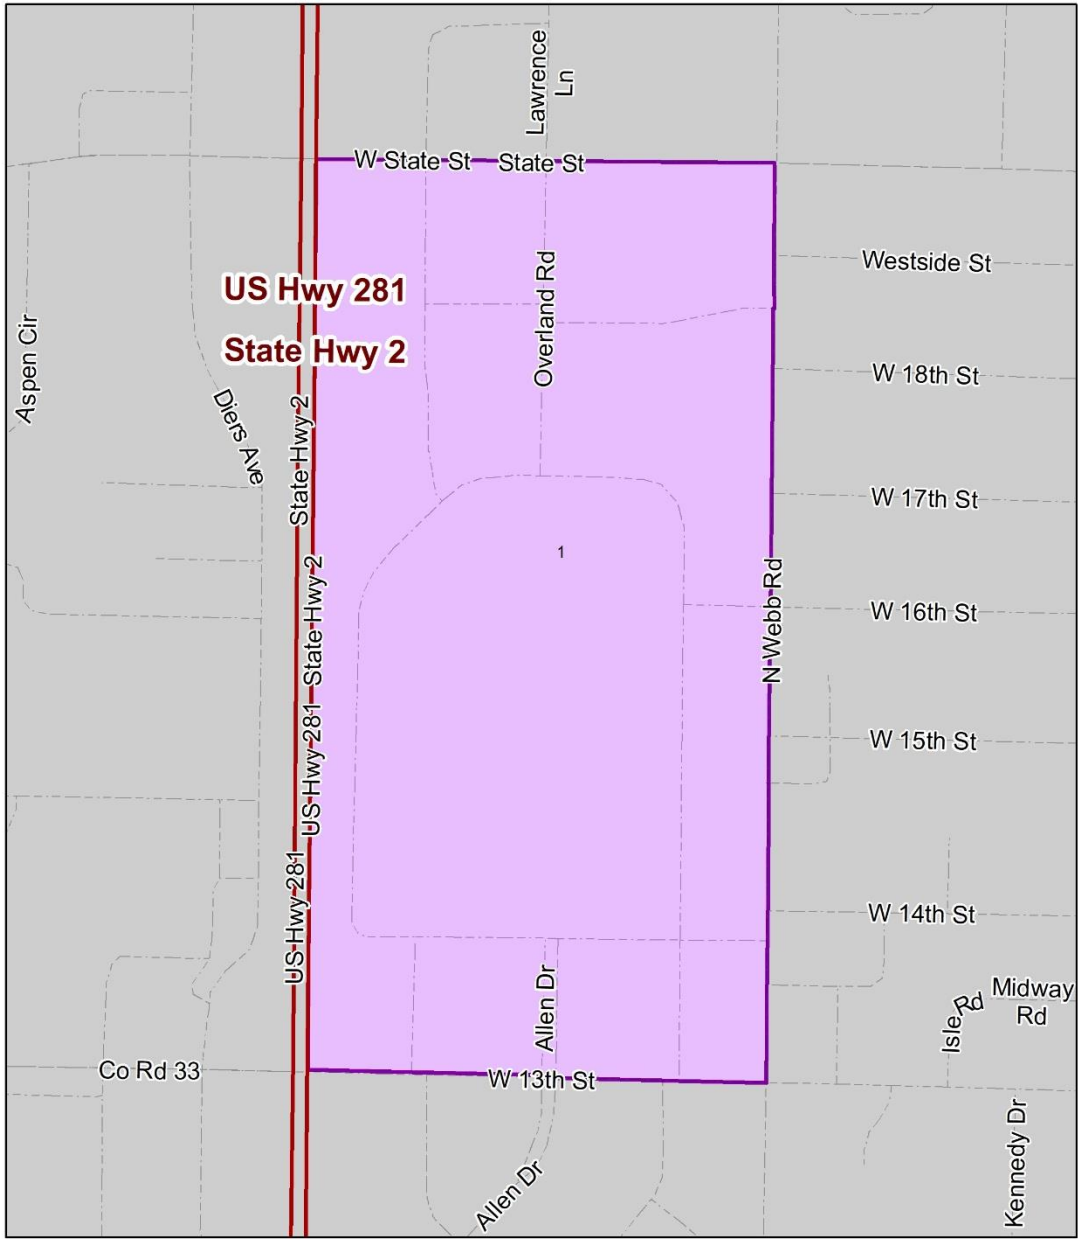 Lawrence
Ln
W State St
State St
Westside St
US Hwy 281
Overland Rd
State Hwy 2
Aspen Cir
W 18th St
Diers Ave
State Hwy 2
W 17th St
1
State Hwy 2
N Webb Rd
W 16th St
US Hwy 281
W 15th St
US Hwy 281
W 14th St
Allen Dr
Midway
Rd
Isle Rd
Co Rd 33
W 13th St
Kennedy Dr
Allen Dr